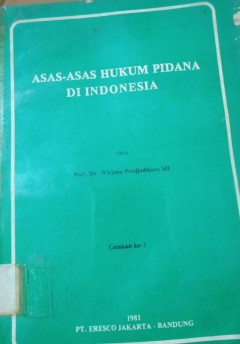 ASAS-ASAS HUKUM PIDANA
DI INDONESIA
Oleh
Prof. Dr. Wirjono Prodjodikoro SH.
Cetakan ke: 3
1981
PT. ERESCO JAKARTA - BANDUNG